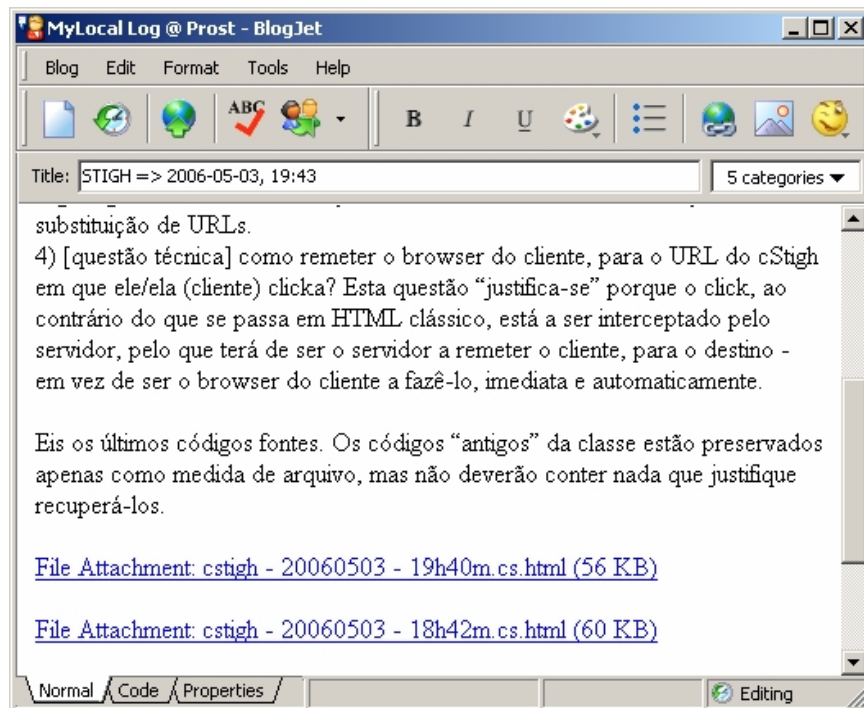 MyLocal Log @ Prost - BlogJet
Blog Edit Format Tools Help
ABC B I U
Title: STIGH => 2006-05-03, 19:43 5 categories
substituição de URLs.
4) [questão técnica] como remeter o browser do cliente, para o URL do cStigh
em que ele/ela (cliente) clicka? Esta questão “justifica-se” porque o click, ao
contrário do que se passa em HTML clássico, está a ser interceptado pelo
servidor, pelo que terá de ser o servidor a remeter o cliente, para o destino -
em vez de ser o browser do cliente a fazê-lo, imediata e automaticamente.
Eis os últimos códigos fontes. Os códigos “antigos” da classe estão preservados
apenas como medida de arquivo, mas não deverão conter nada que justifique
recuperá-los.
File Attachment: cstigh - 20060503 - 19h40m.cs.html (56 KB)
File Attachment: cstigh - 20060503 - 18h42m.cs.html (60 KB)
Normal Code Properties Editing